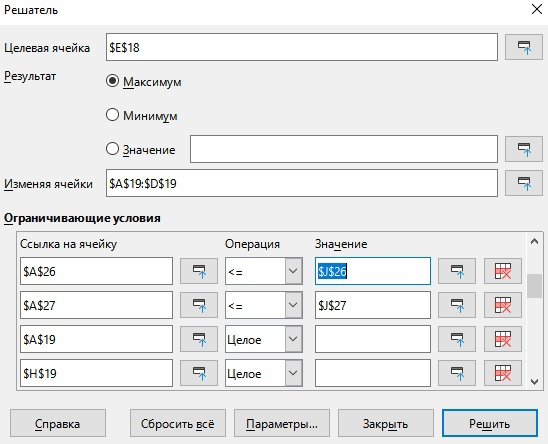 Решатель
Целевая ячейка $E$18
Результат Максимум
Минимум
Значение
Изменяя ячейки $A$19:$D$19
Ограничивающие условия
Ссылка на ячейку Операция Значение
$A$26 <= $J$26
$A$27 <= $J$27
$A$19 Целое
$H$19 Целое
Справка Сбросить всё Параметры... Закрыть Решить